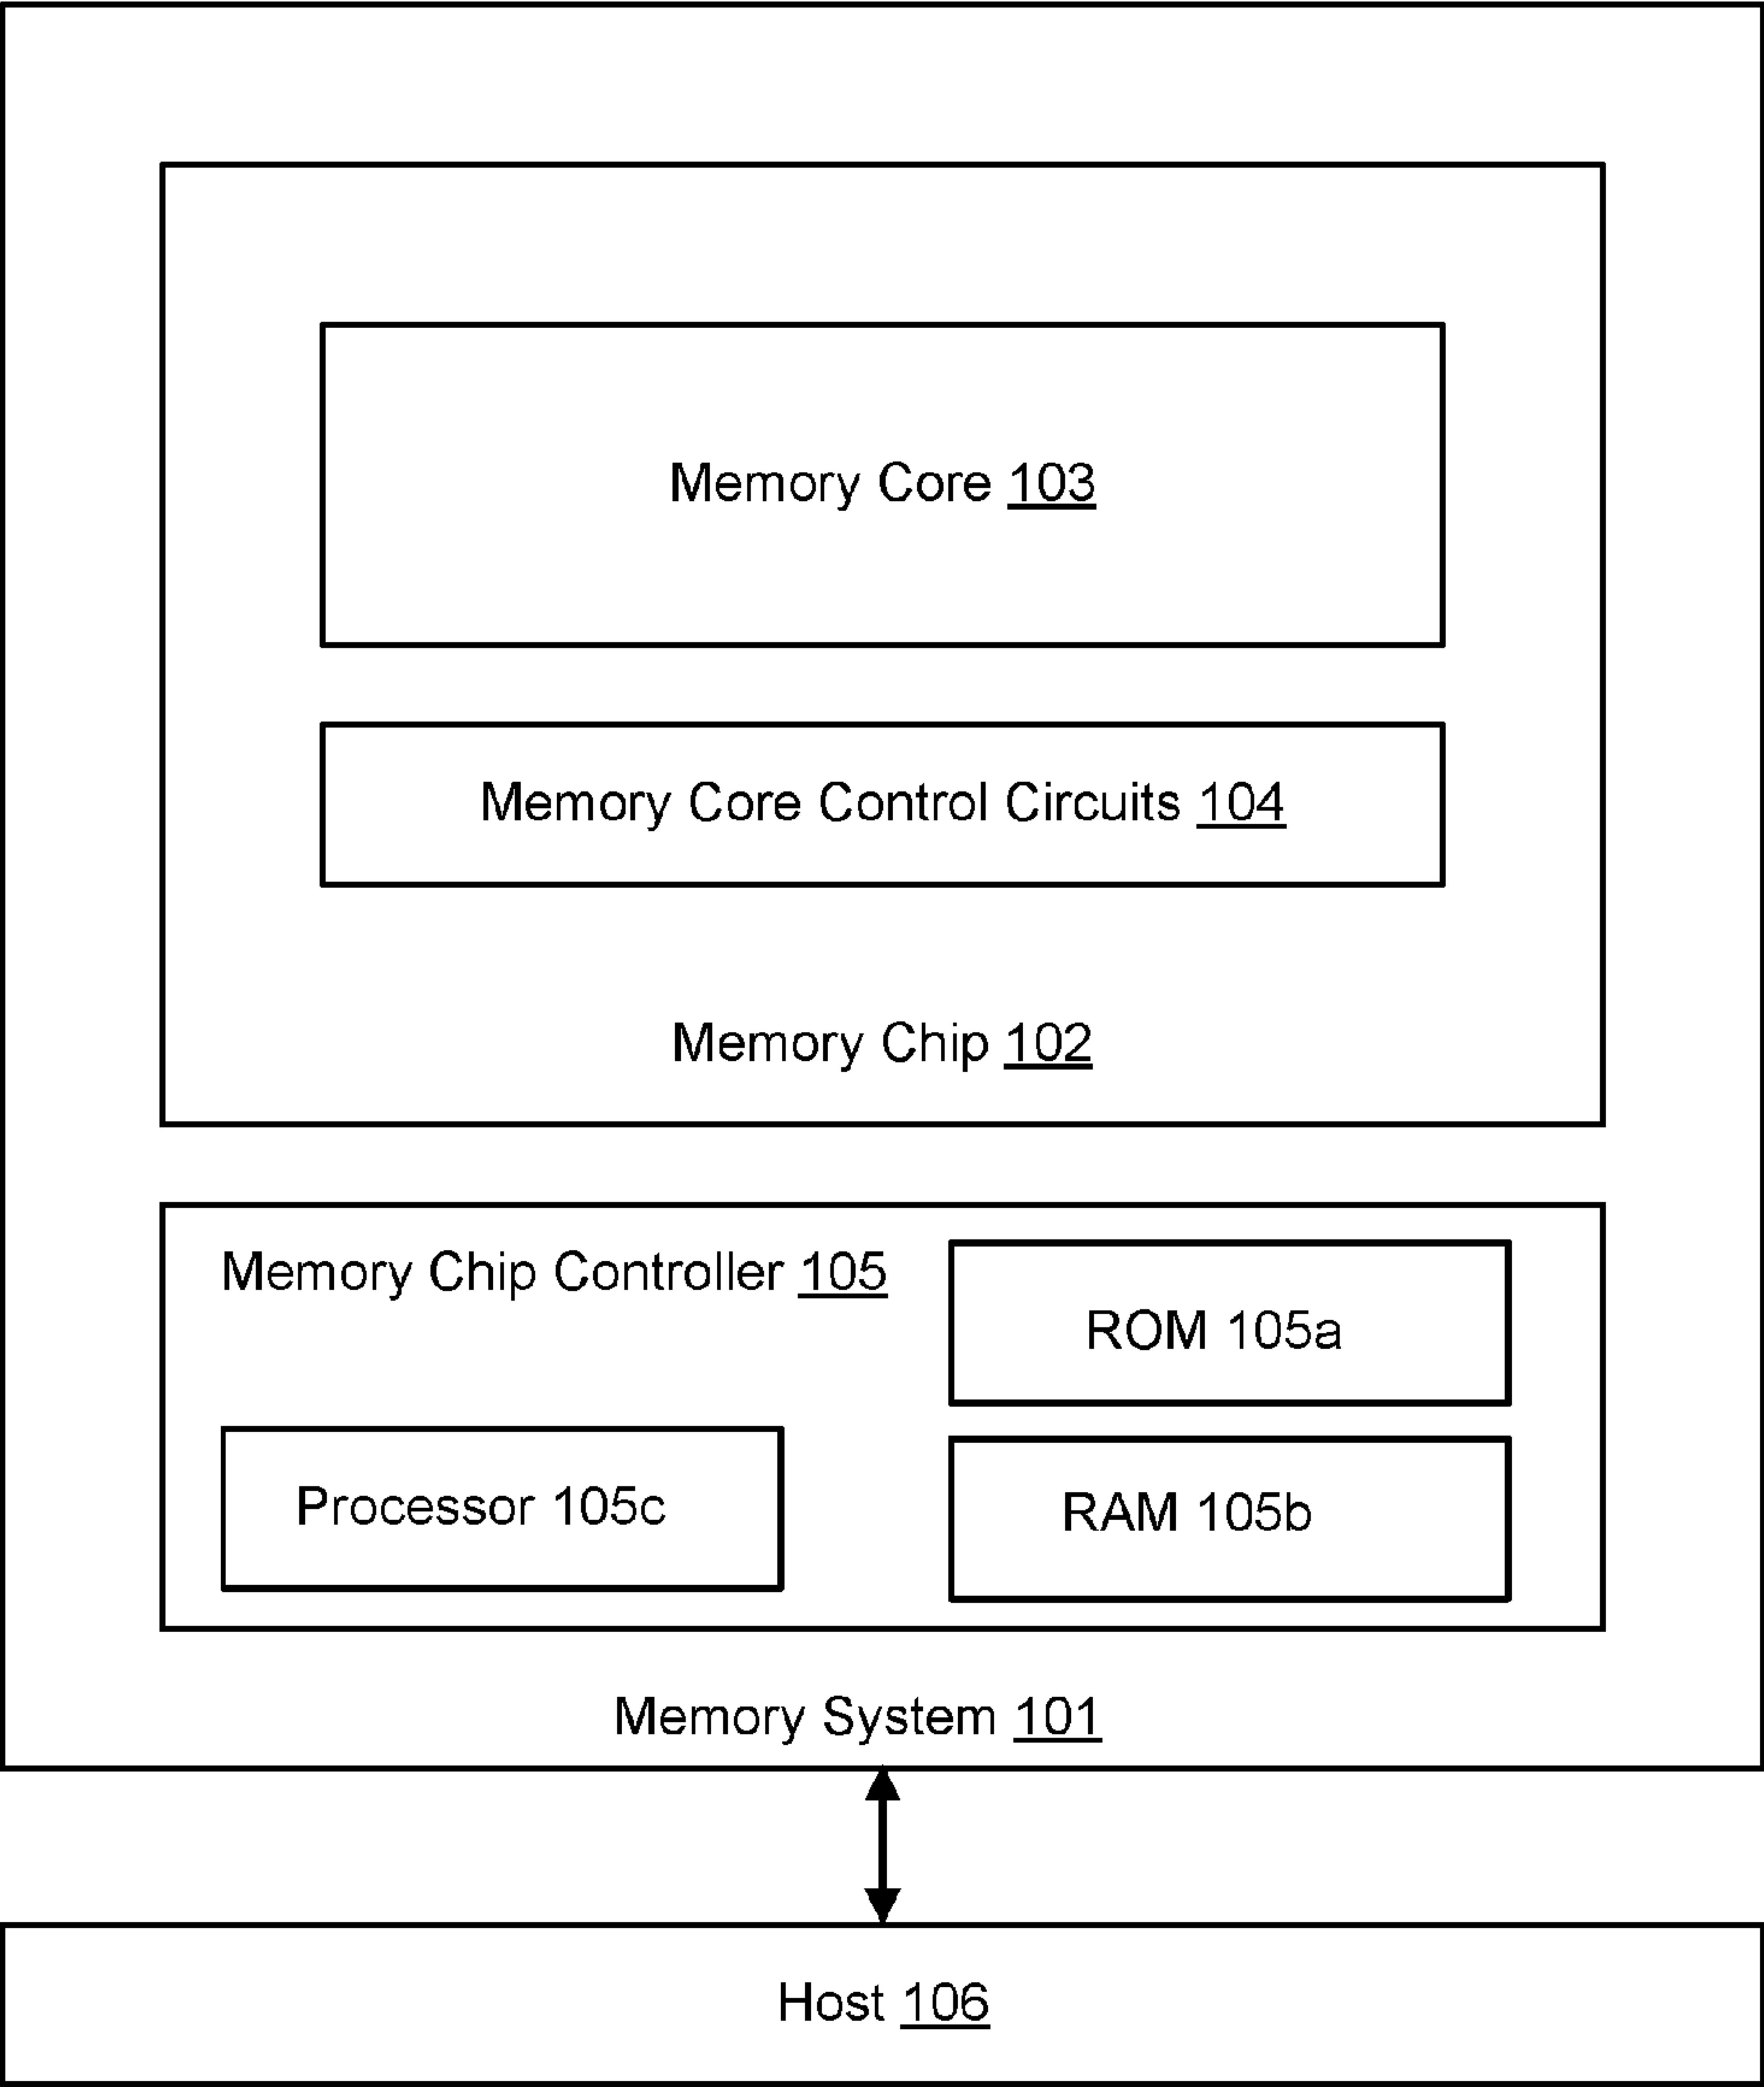 Memory Core 103
Memory Core Control Circuits 104
Memory Chip 102
Memory Chip Controller 105
ROM 105a
Processor 105c
RAM 105b
Memory System 101
Host 106